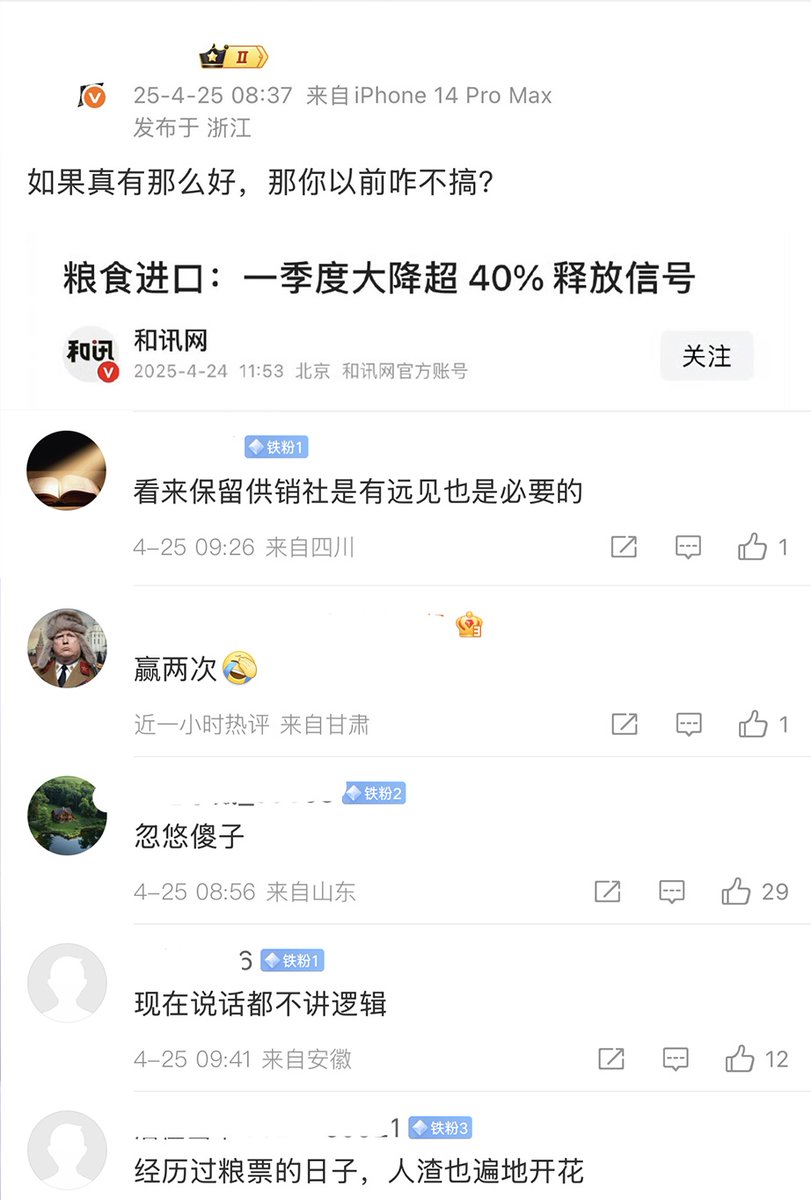 II
25-4-25 08:37 来自iPhone 14 Pro Max
发布于 浙江
如果真有那么好，那你以前咋不搞？
粮食进口：一季度大降超 40% 释放信号
和讯
和讯网
2025-4-24 11:53 北京 和讯网官方账号
关注
铁粉1
看来保留供销社是有远见也是必要的
4-25 09:26 来自四川
1
赢两次
近一小时热评 来自甘肃
1
铁粉2
忽悠傻子
4-25 08:56 来自山东
29
铁粉1
现在说话都不讲逻辑
4-25 09:41 来自安徽
12
1 铁粉3
经历过粮票的日子，人渣也遍地开花